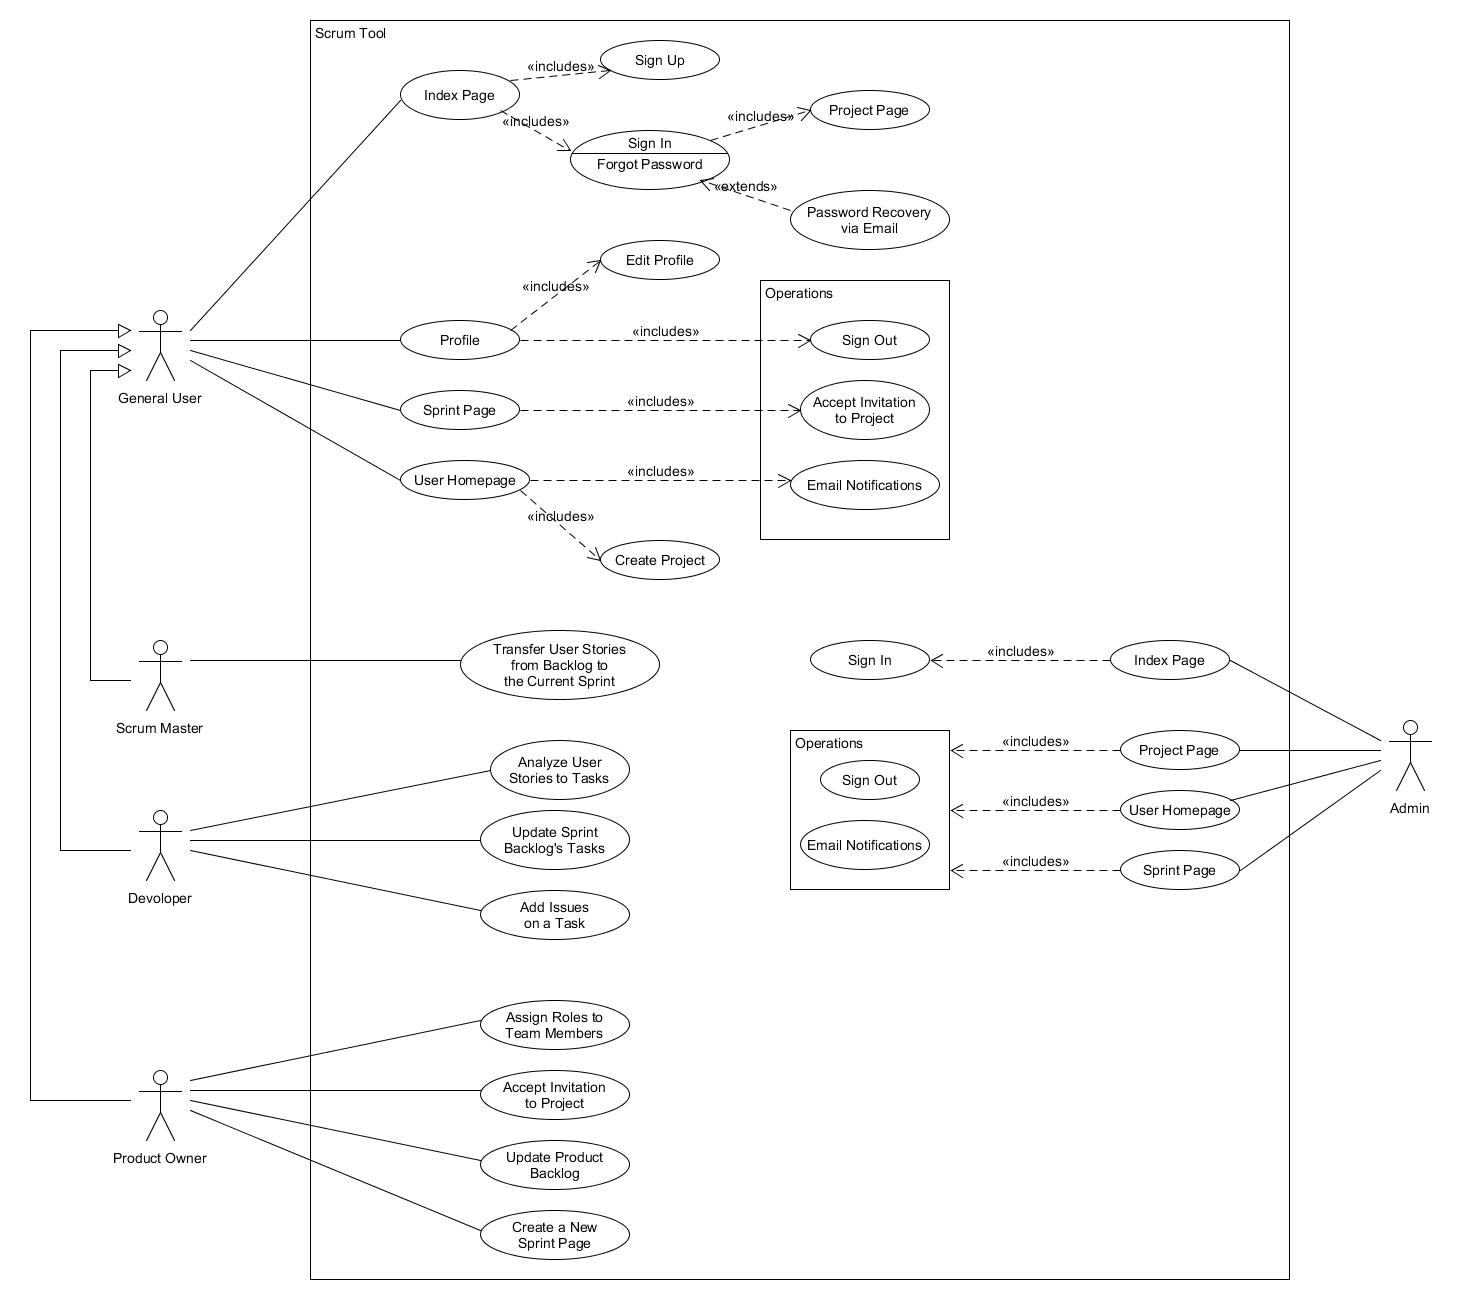 Scrum Tool
Sign Up
«includes»
Index Page
«includes»
Project Page
«includes»
Sign In
Forgot Password
«extends»
Password Recovery
via Email
Edit Profile
«includes»
Operations
General User
Profile
«includes»
Sign Out
Sprint Page
«includes»
Accept Invitation
to Project
User Homepage
«includes»
Email Notifications
«includes»
Create Project
Scrum Master
Transfer User Stories
from Backlog to
the Current Sprint
Sign In
«includes»
Index Page
Operations
«includes»
Project Page
Sign Out
«includes»
User Homepage
Email Notifications
«includes»
Sprint Page
Admin
Analyze User
Stories to Tasks
Update Sprint
Backlog's Tasks
Devoloper
Add Issues
on a Task
Assign Roles to
Team Members
Accept Invitation
to Project
Product Owner
Update Product
Backlog
Create a New
Sprint Page